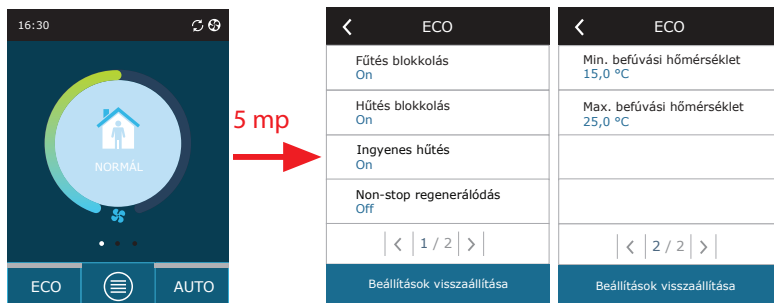 16:30
NORMÁL
ECO
AUTO
5 mp
ECO
Fűtés blokkolás
On
Hűtés blokkolás
On
Ingyenes hűtés
On
Non-stop regenerálódás
Off
1 / 2
Beállítások visszaállítása
ECO
Min. befúvási hőmérséklet
15,0 °C
Max. befúvási hőmérséklet
25,0 °C
2 / 2
Beállítások visszaállítása